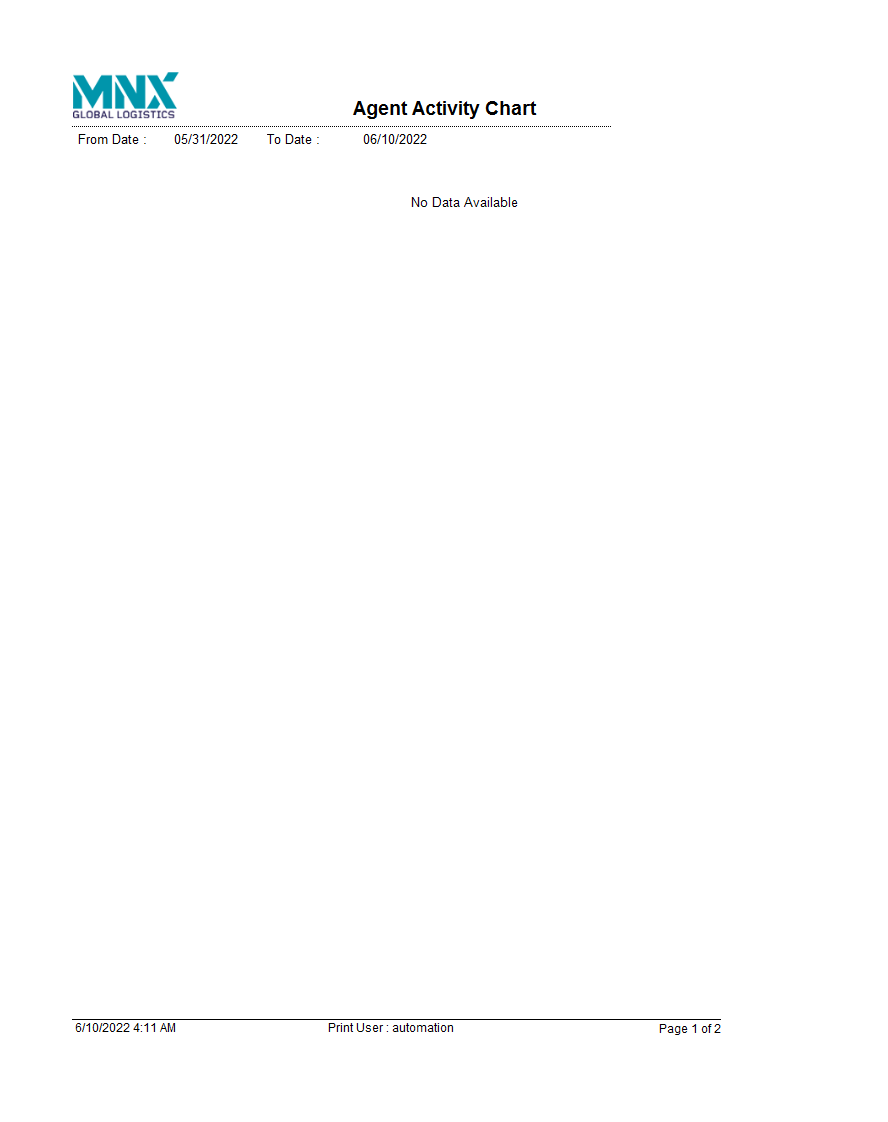 MNX
GLOBAL LOGISTICS
Agent Activity Chart
From Date : 05/31/2022 To Date : 06/10/2022
No Data Available
6/10/2022 4:11 AM Print User : automation Page 1 of 2